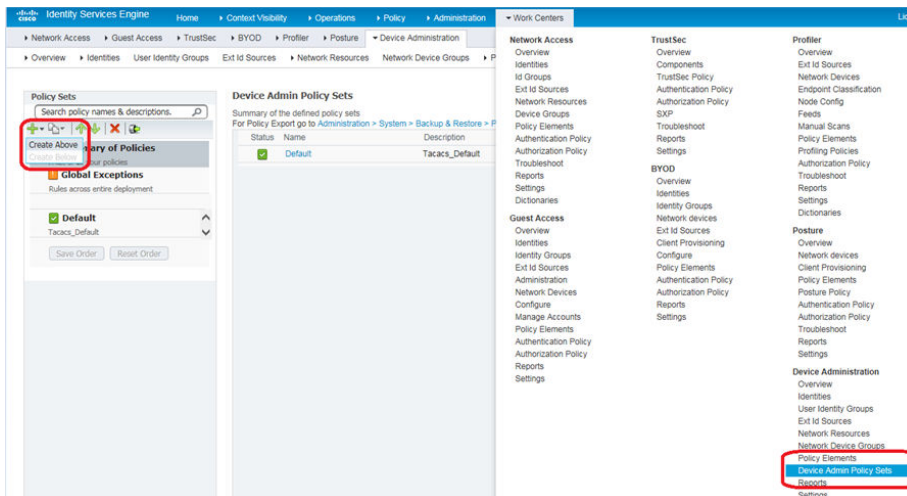 cisco Identity Services Engine Home Context Visibility Operations Policy Administration Work Centers
Network Access Guest Access TrustSec BYOD Profiler Posture Device Administration
Overview Identities User Identity Groups Ext Id Sources Network Resources Network Device Groups
Policy Sets
Search policy names & descriptions.
Create Above
Create Below
Summary of Policies
Global Exceptions
Rules across entire deployment
Default
Tacacs_Default
Save Order Reset Order
Device Admin Policy Sets
Summary of the defined policy sets
For Policy Export go to Administration > System > Backup & Restore > P
Status Name Description
Default Tacacs_Default
Network Access
Overview
Identities
Id Groups
Ext Id Sources
Network Resources
Device Groups
Policy Elements
Authentication Policy
Authorization Policy
Troubleshoot
Reports
Settings
Dictionaries
Guest Access
Overview
Identities
Identity Groups
Ext Id Sources
Administration
Network Devices
Configure
Manage Accounts
Policy Elements
Authentication Policy
Authorization Policy
Reports
Settings
TrustSec
Overview
Components
TrustSec Policy
Authentication Policy
Authorization Policy
SXP
Troubleshoot
Reports
Settings
BYOD
Overview
Identities
Identity Groups
Network devices
Ext Id Sources
Client Provisioning
Configure
Policy Elements
Authentication Policy
Authorization Policy
Reports
Settings
Profiler
Overview
Ext Id Sources
Network Devices
Endpoint Classification
Node Config
Feeds
Manual Scans
Policy Elements
Profiling Policies
Authorization Policy
Troubleshoot
Reports
Settings
Dictionaries
Posture
Overview
Network devices
Client Provisioning
Policy Elements
Posture Policy
Authentication Policy
Authorization Policy
Troubleshoot
Reports
Settings
Device Administration
Overview
Identities
User Identity Groups
Ext Id Sources
Network Resources
Network Device Groups
Policy Elements
Device Admin Policy Sets
Reports
Settings